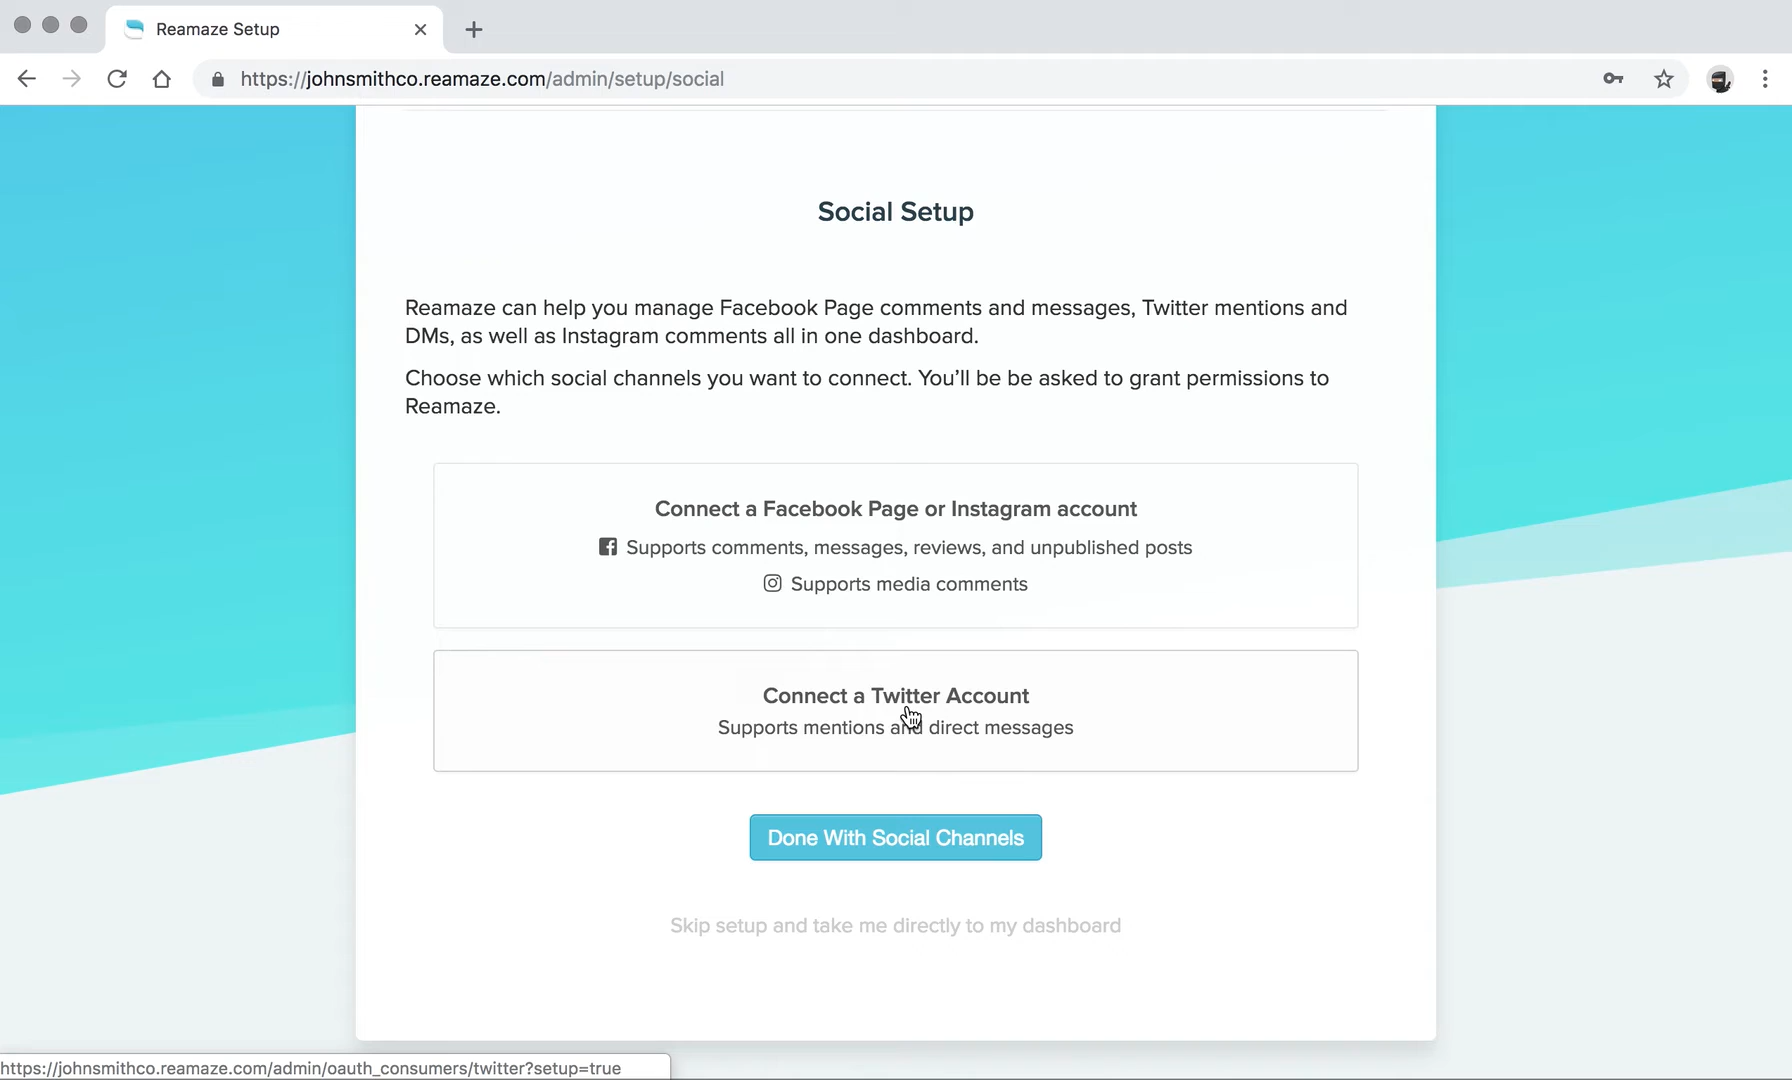 Reamaze Setup
https://johnsmithco.reamaze.com/admin/setup/social
Social Setup
Reamaze can help you manage Facebook Page comments and messages, Twitter mentions and
DMs, as well as Instagram comments all in one dashboard.
Choose which social channels you want to connect. You'll be be asked to grant permissions to
Reamaze.
Connect a Facebook Page or Instagram account
Supports comments, messages, reviews, and unpublished posts
Supports media comments
Connect a Twitter Account
Supports mentions and direct messages
Done With Social Channels
Skip setup and take me directly to my dashboard
https://johnsmithco.reamaze.com/admin/oauth_consumers/twitter?setup=true